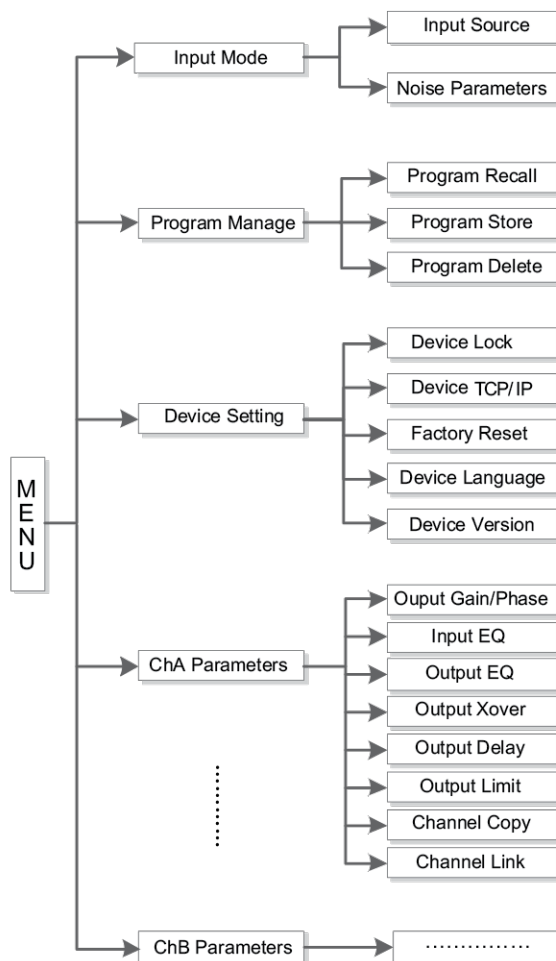 MENU
Input Mode
Input Source
Noise Parameters
Program Manage
Program Recall
Program Store
Program Delete
Device Setting
Device Lock
Device TCP/IP
Factory Reset
Device Language
Device Version
ChA Parameters
Ouput Gain/Phase
Input EQ
Output EQ
Output Xover
Output Delay
Output Limit
Channel Copy
Channel Link
ChB Parameters
················